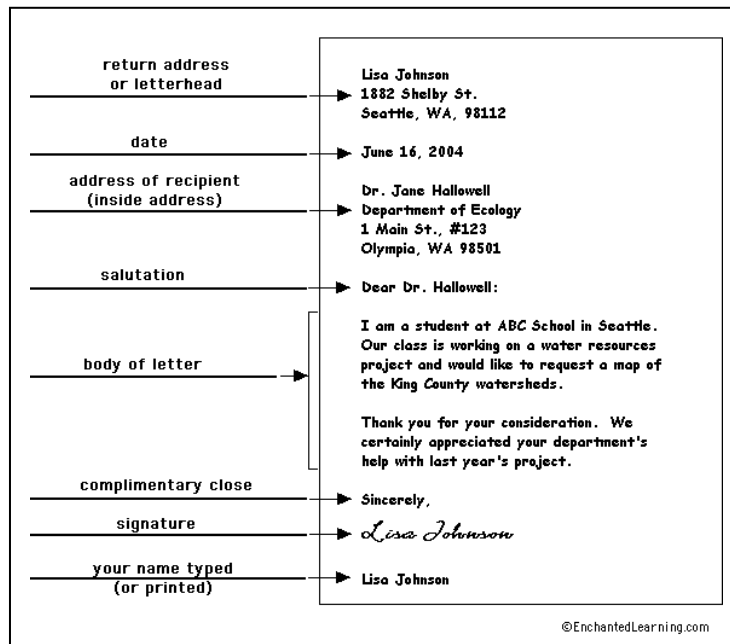 return address
or letterhead
Lisa Johnson
1882 Shelby St.
Seattle, WA, 98112
date
June 16, 2004
address of recipient
(inside address)
Dr. Jane Hallowell
Department of Ecology
1 Main St., #123
Olympia, WA 98501
salutation
Dear Dr. Hallowell:
body of letter
I am a student at ABC School in Seattle.
Our class is working on a water resources
project and would like to request a map of
the King County watersheds.
Thank you for your consideration. We
certainly appreciated your department's
help with last year's project.
complimentary close
Sincerely,
signature
Lisa Johnson
your name typed
(or printed)
Lisa Johnson
©EnchantedLearning.com